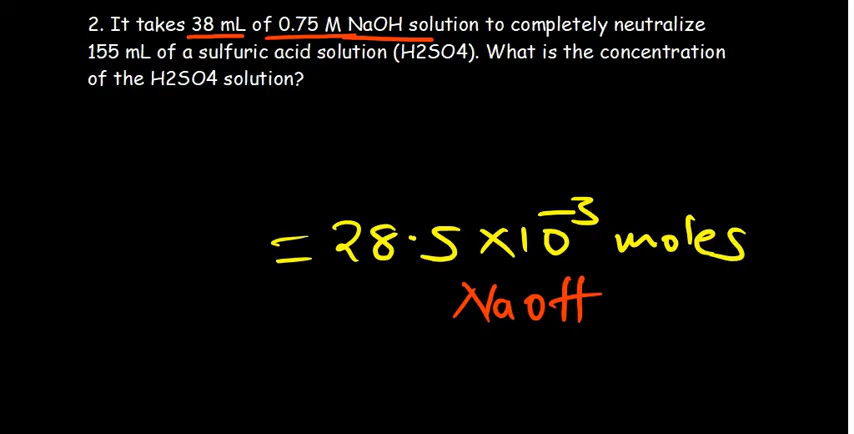 2. It takes 38 mL of 0.75 M NaOH solution to completely neutralize
155 mL of a sulfuric acid solution (H2SO4). What is the concentration
of the H2SO4 solution?
= 28.5 ×10⁻³ moles
NaOH